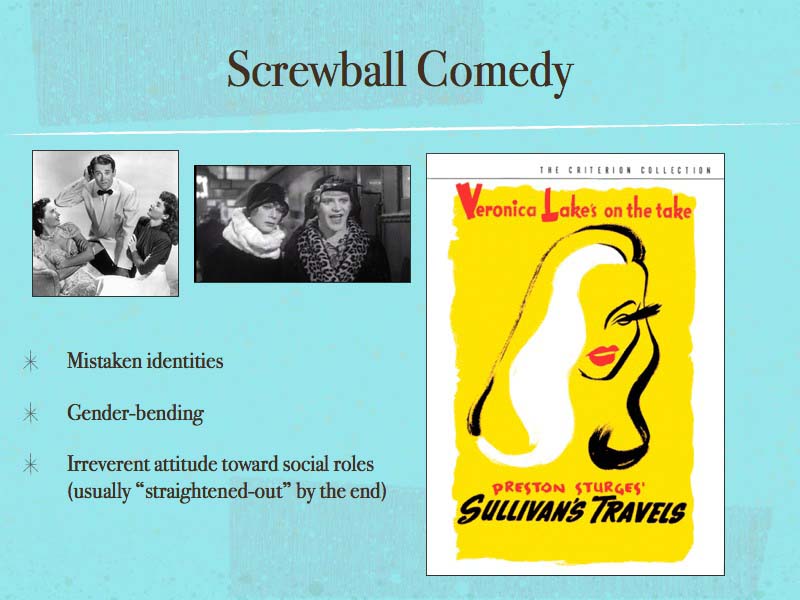 Screwball Comedy
THE CRITERION COLLECTION
Veronica Lake's on the take
Mistaken identities
Gender-bending
Irreverent attitude toward social roles
(usually “straightened-out” by the end)
PRESTON STURGES'
SULLIVAN'S TRAVELS